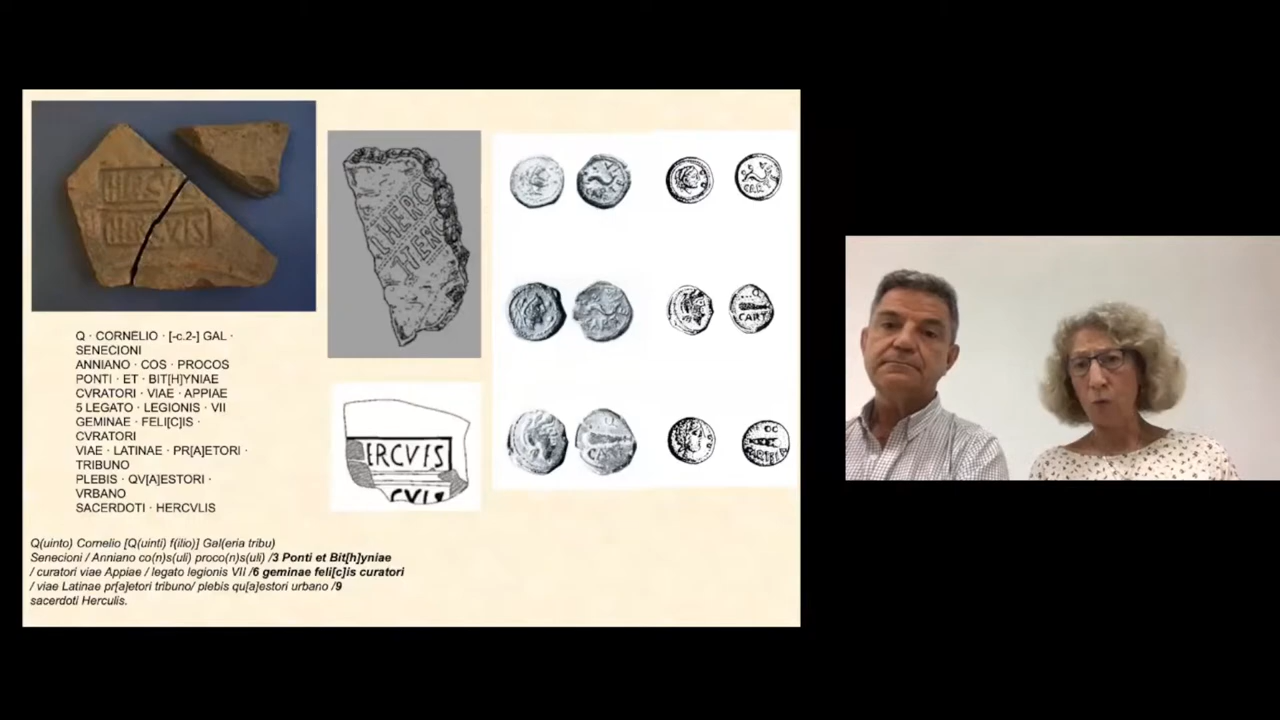 HERCVIS
HERC
HERC
ERCVIS
CVIS
CAR
CART
OC
Q · CORNELIO · [-c.2-] GAL ·
SENECIONI
ANNIANO · COS · PROCOS
PONTI · ET · BIT[H]YNIAE
CVRATORI · VIAE · APPIAE
5 LEGATO · LEGIONIS · VII
GEMINAE · FELI[C]IS ·
CVRATORI
VIAE · LATINAE · PR[A]ETORI ·
TRIBUNO
PLEBIS · QV[A]ESTORI ·
VRBANO
SACERDOTI · HERCVLIS
Q(uinto) Cornelio [Q(uinti) f(ilio)] Gal(eria tribu)
Senecioni / Anniano co(n)s(uli) proco(n)s(uli) /3 Ponti et Bit[h]yniae
/ curatori viae Appiae / legato legionis VII /6 geminae feli[c]is curatori
/ viae Latinae pr[a]etori tribuno/ plebis qu[a]estori urbano /9
sacerdoti Herculis.